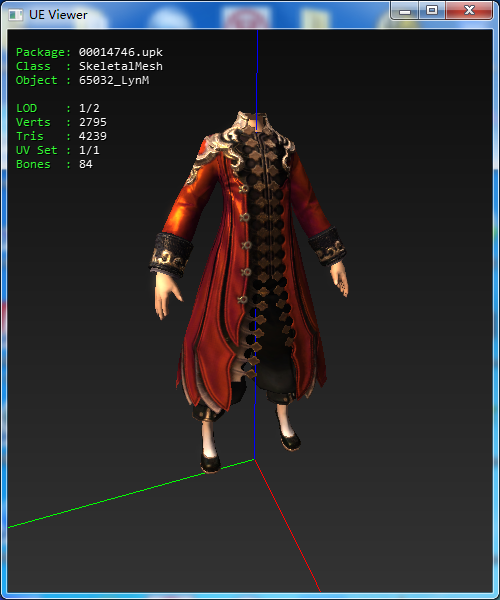 UE Viewer
Package: 00014746.upk
Class : SkeletalMesh
Object : 65032_LynM
LOD : 1/2
Verts : 2795
Tris : 4239
UV Set : 1/1
Bones : 84